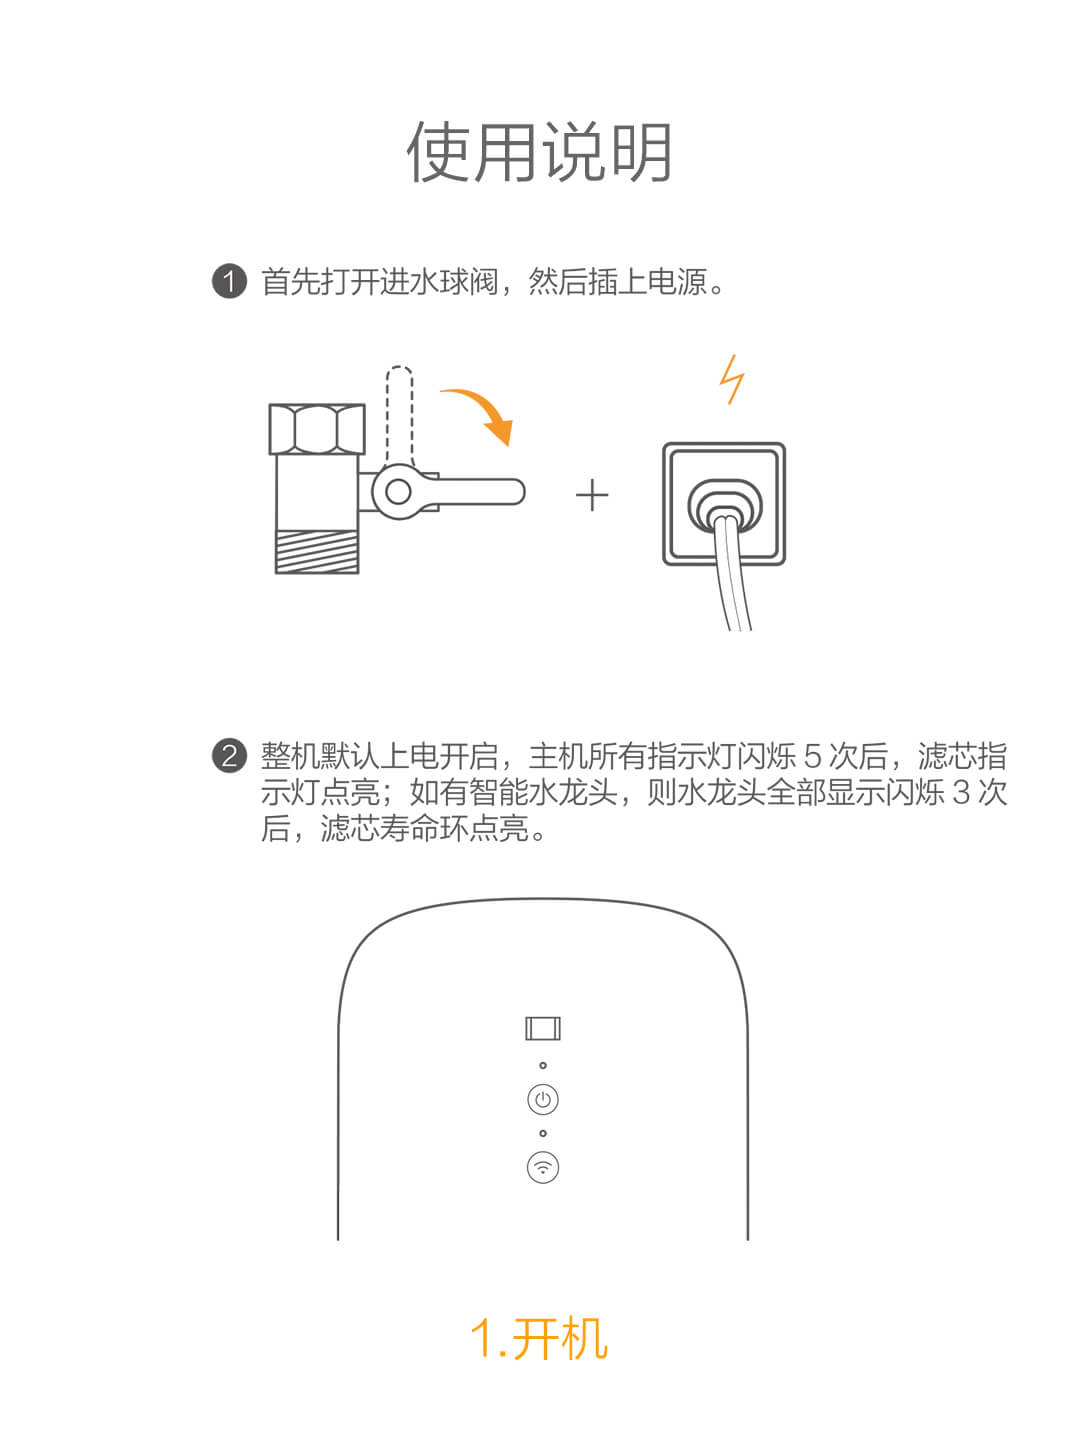 使用说明
1 首先打开进水球阀，然后插上电源。
2 整机默认上电开启，主机所有指示灯闪烁 5 次后，滤芯指
示灯点亮；如有智能水龙头，则水龙头全部显示闪烁 3 次
后，滤芯寿命环点亮。
1.开机